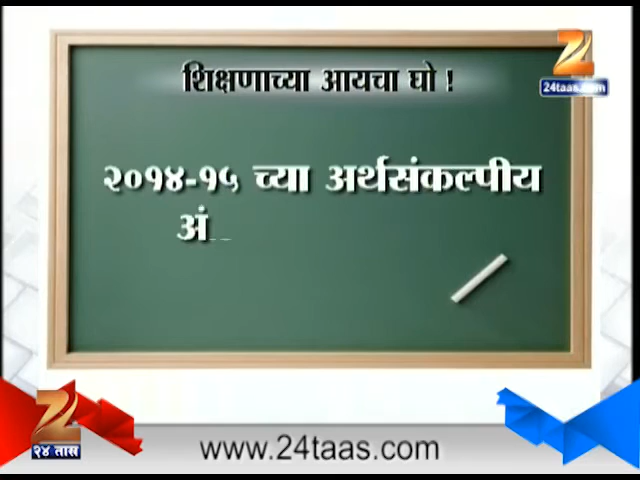 शिक्षणाच्या आयचा घो !
24taas.com
२०१४-१५ च्या अर्थसंकल्पीय
अं
२४ तास
www.24taas.com